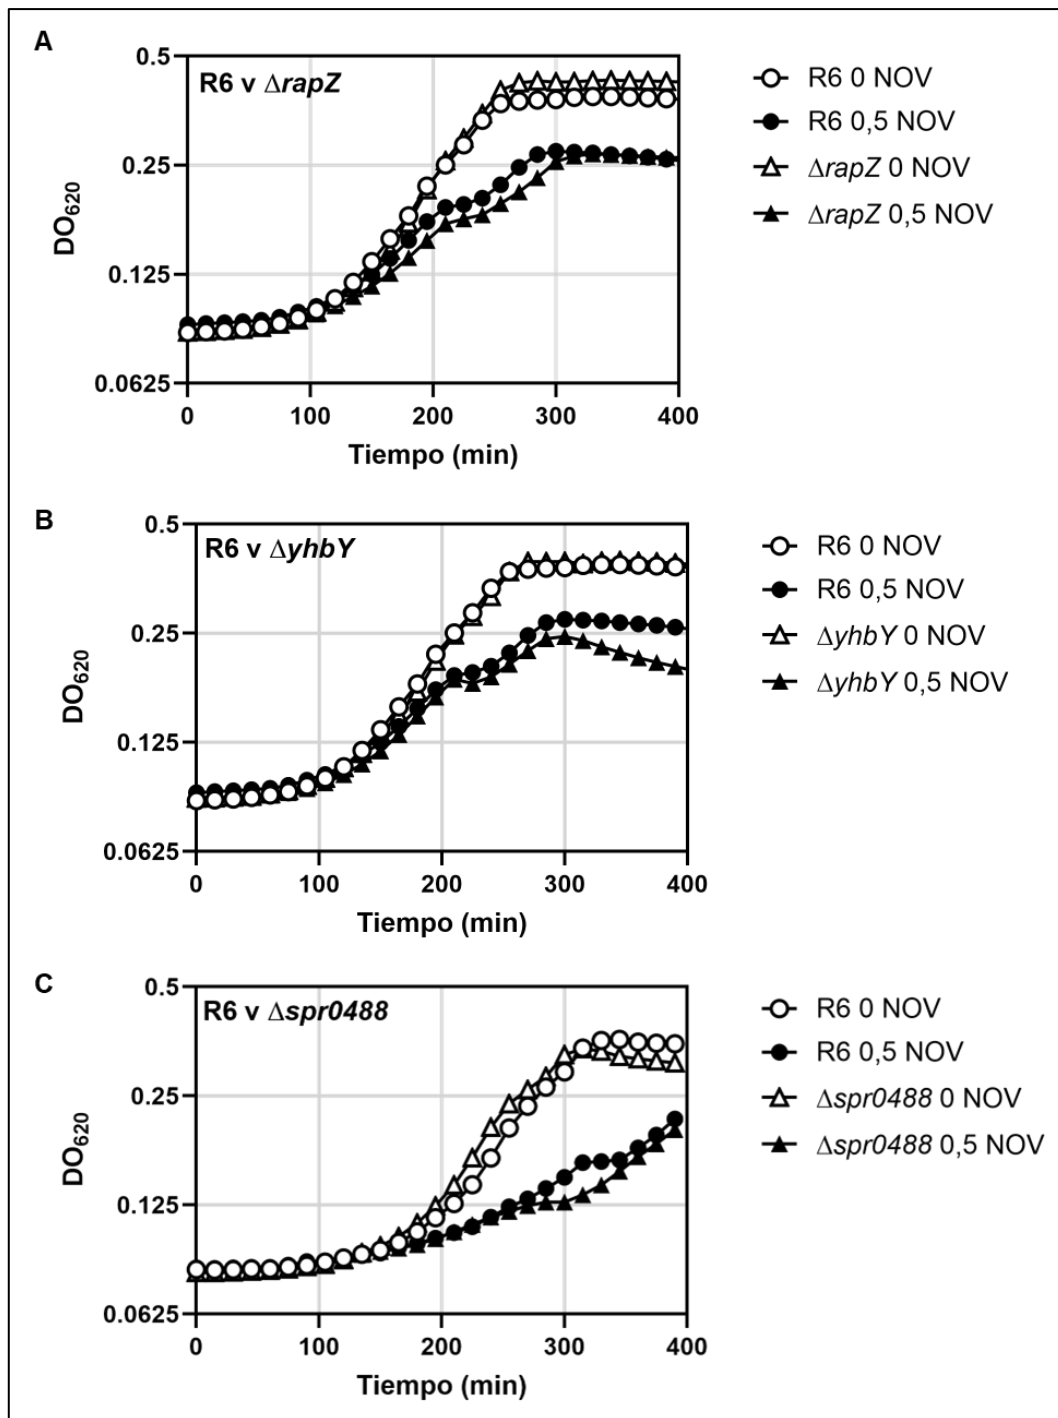 A
R6 v ΔrapZ
0.5
0.25
0.125
0.0625
DO620
0
100
200
300
400
Tiempo (min)
R6 0 NOV
R6 0,5 NOV
ΔrapZ 0 NOV
ΔrapZ 0,5 NOV
B
R6 v ΔyhbY
0.5
0.25
0.125
0.0625
DO620
0
100
200
300
400
Tiempo (min)
R6 0 NOV
R6 0,5 NOV
ΔyhbY 0 NOV
ΔyhbY 0,5 NOV
C
R6 v Δspr0488
0.5
0.25
0.125
0.0625
DO620
0
100
200
300
400
Tiempo (min)
R6 0 NOV
R6 0,5 NOV
Δspr0488 0 NOV
Δspr0488 0,5 NOV